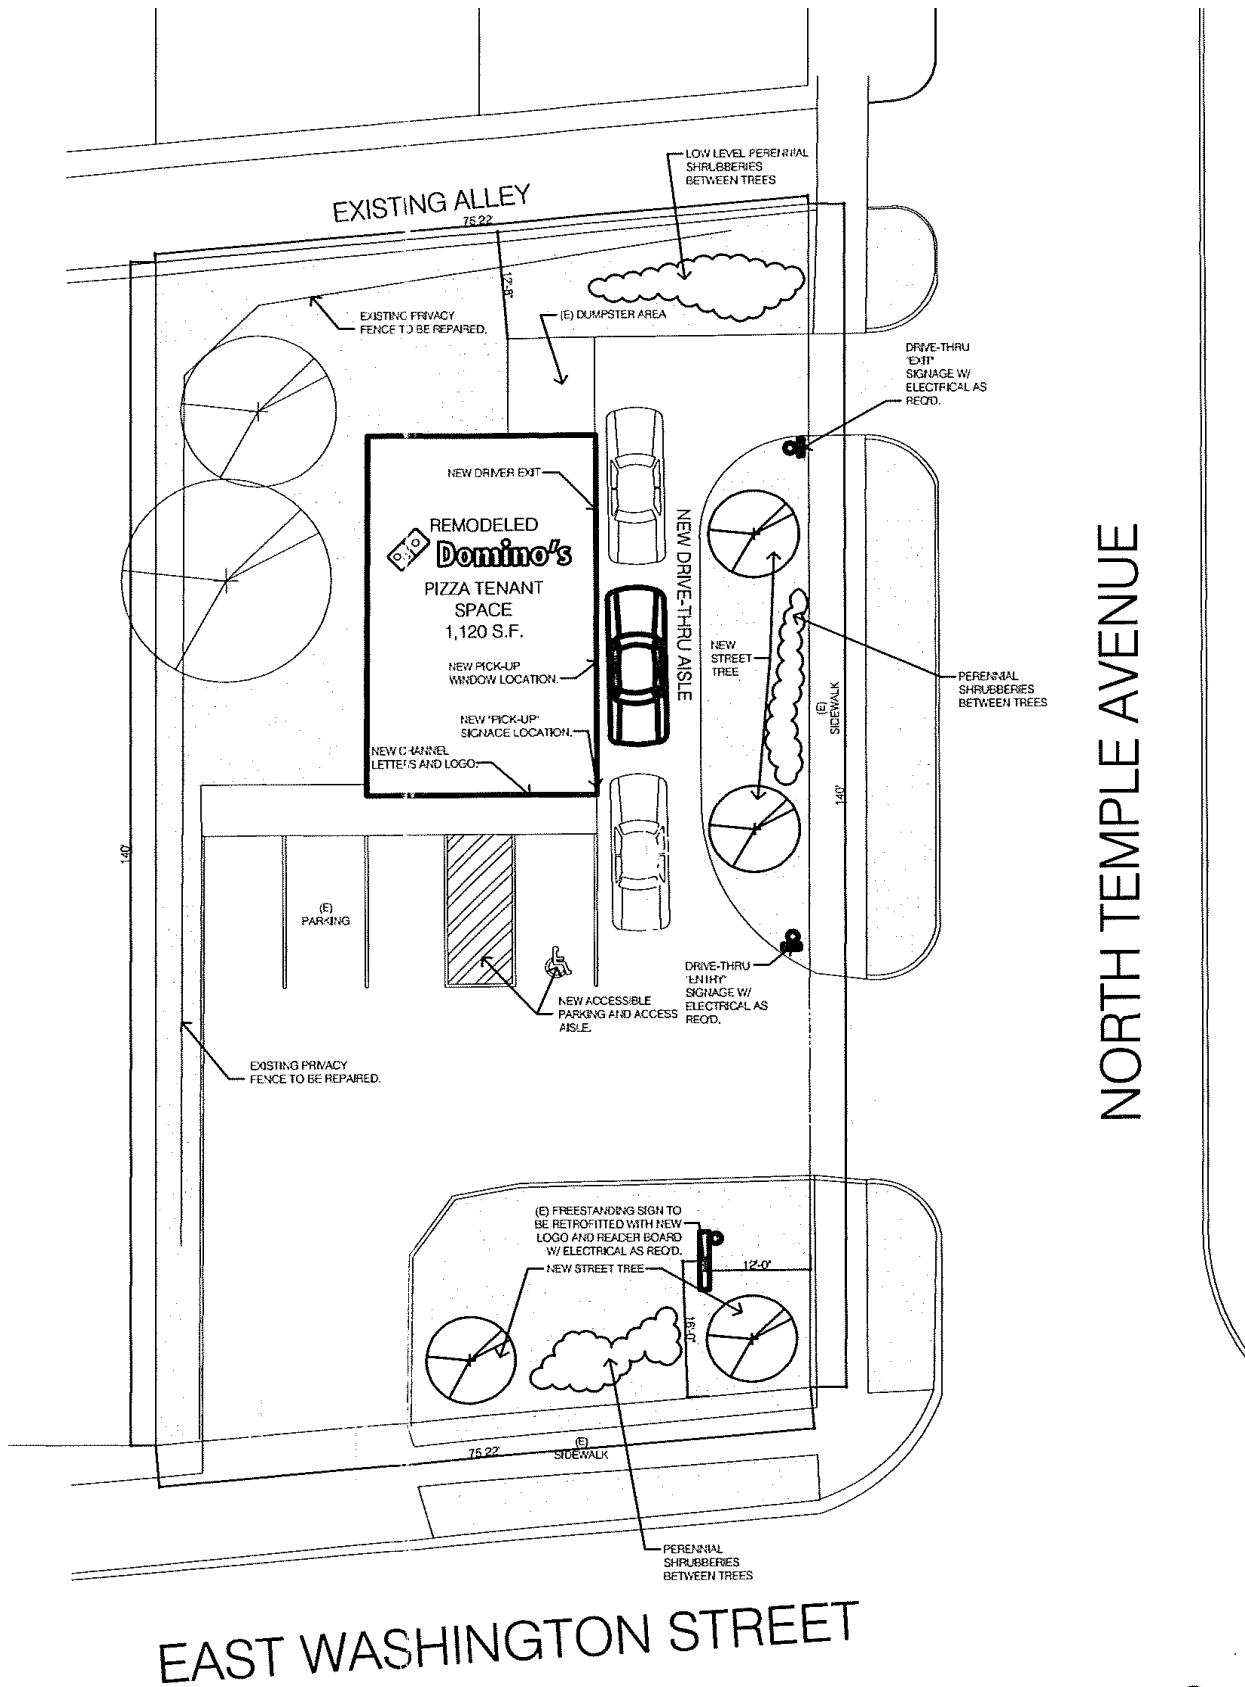 LOW LEVEL PERENNIAL
SHRUBBERIES
BETWEEN TREES
EXISTING ALLEY
75.22'
12'-8"
EXISTING PRIVACY
FENCE TO BE REPAIRED.
(E) DUMPSTER AREA
DRIVE-THRU
"EXIT"
SIGNAGE W/
ELECTRICAL AS
REQ'D.
NEW DRIVER EXIT
REMODELED
Domino's
PIZZA TENANT
SPACE
1,120 S.F.
NEW PICK-UP
WINDOW LOCATION.
NEW "PICK-UP"
SIGNAGE LOCATION.
NEW CHANNEL
LETTERS AND LOGO.
NEW DRIVE-THRU AISLE
NEW
STREET
TREE
PERENNIAL
SHRUBBERIES
BETWEEN TREES
(E)
SIDEWALK
140'
140'
NORTH TEMPLE AVENUE
(E)
PARKING
DRIVE-THRU
"ENTRY"
SIGNAGE W/
ELECTRICAL AS
REQ'D.
NEW ACCESSIBLE
PARKING AND ACCESS
AISLE.
EXISTING PRIVACY
FENCE TO BE REPAIRED.
(E) FREESTANDING SIGN TO
BE RETROFITTED WITH NEW
LOGO AND READER BOARD
W/ ELECTRICAL AS REQ'D.
NEW STREET TREE
12'-0"
16'-0"
75.22'
(E)
SIDEWALK
PERENNIAL
SHRUBBERIES
BETWEEN TREES
EAST WASHINGTON STREET